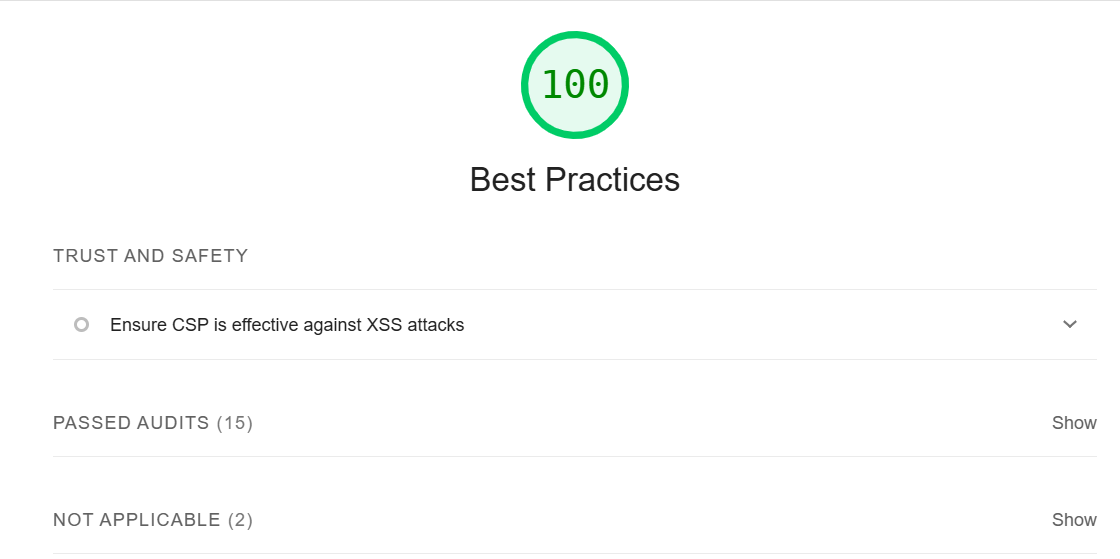 100
Best Practices
TRUST AND SAFETY
Ensure CSP is effective against XSS attacks
PASSED AUDITS (15) Show
NOT APPLICABLE (2) Show